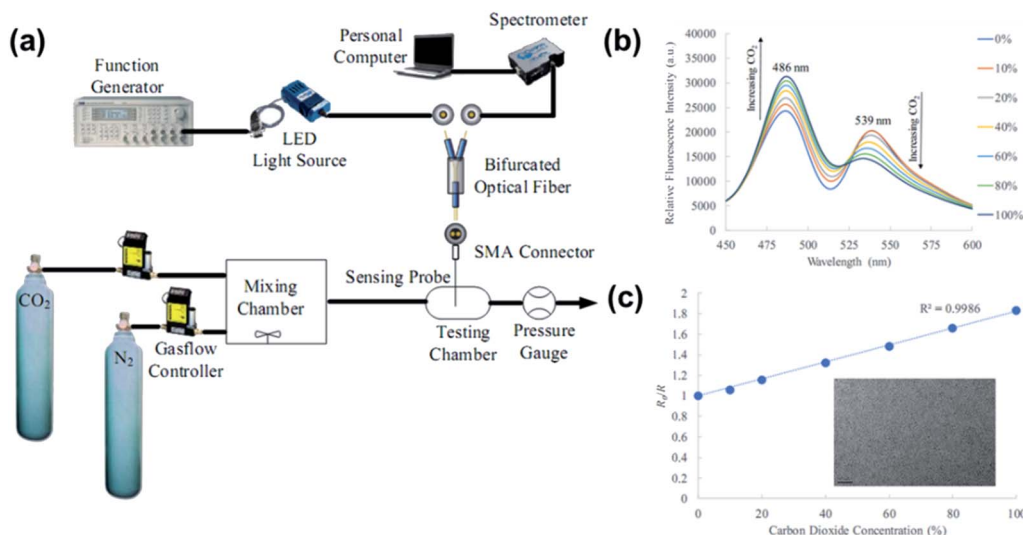 (a)
Function
Generator
LED
Light Source
Personal
Computer
Spectrometer
Bifurcated
Optical Fiber
SMA Connector
Sensing Probe
CO2
N2
Gasflow
Controller
Mixing
Chamber
Testing
Chamber
Pressure
Gauge
(b)
Relative Fluorescence Intensity (a.u.)
40000
35000
30000
25000
20000
15000
10000
5000
0
Increasing CO2
486 nm
539 nm
Increasing CO2
450
475
500
525
550
575
600
Wavelength (nm)
0%
10%
20%
40%
60%
80%
100%
(c)
R0/R
2
1.8
1.6
1.4
1.2
1
0.8
0.6
0.4
0.2
0
R² = 0.9986
0
20
40
60
80
100
Carbon Dioxide Concentration (%)